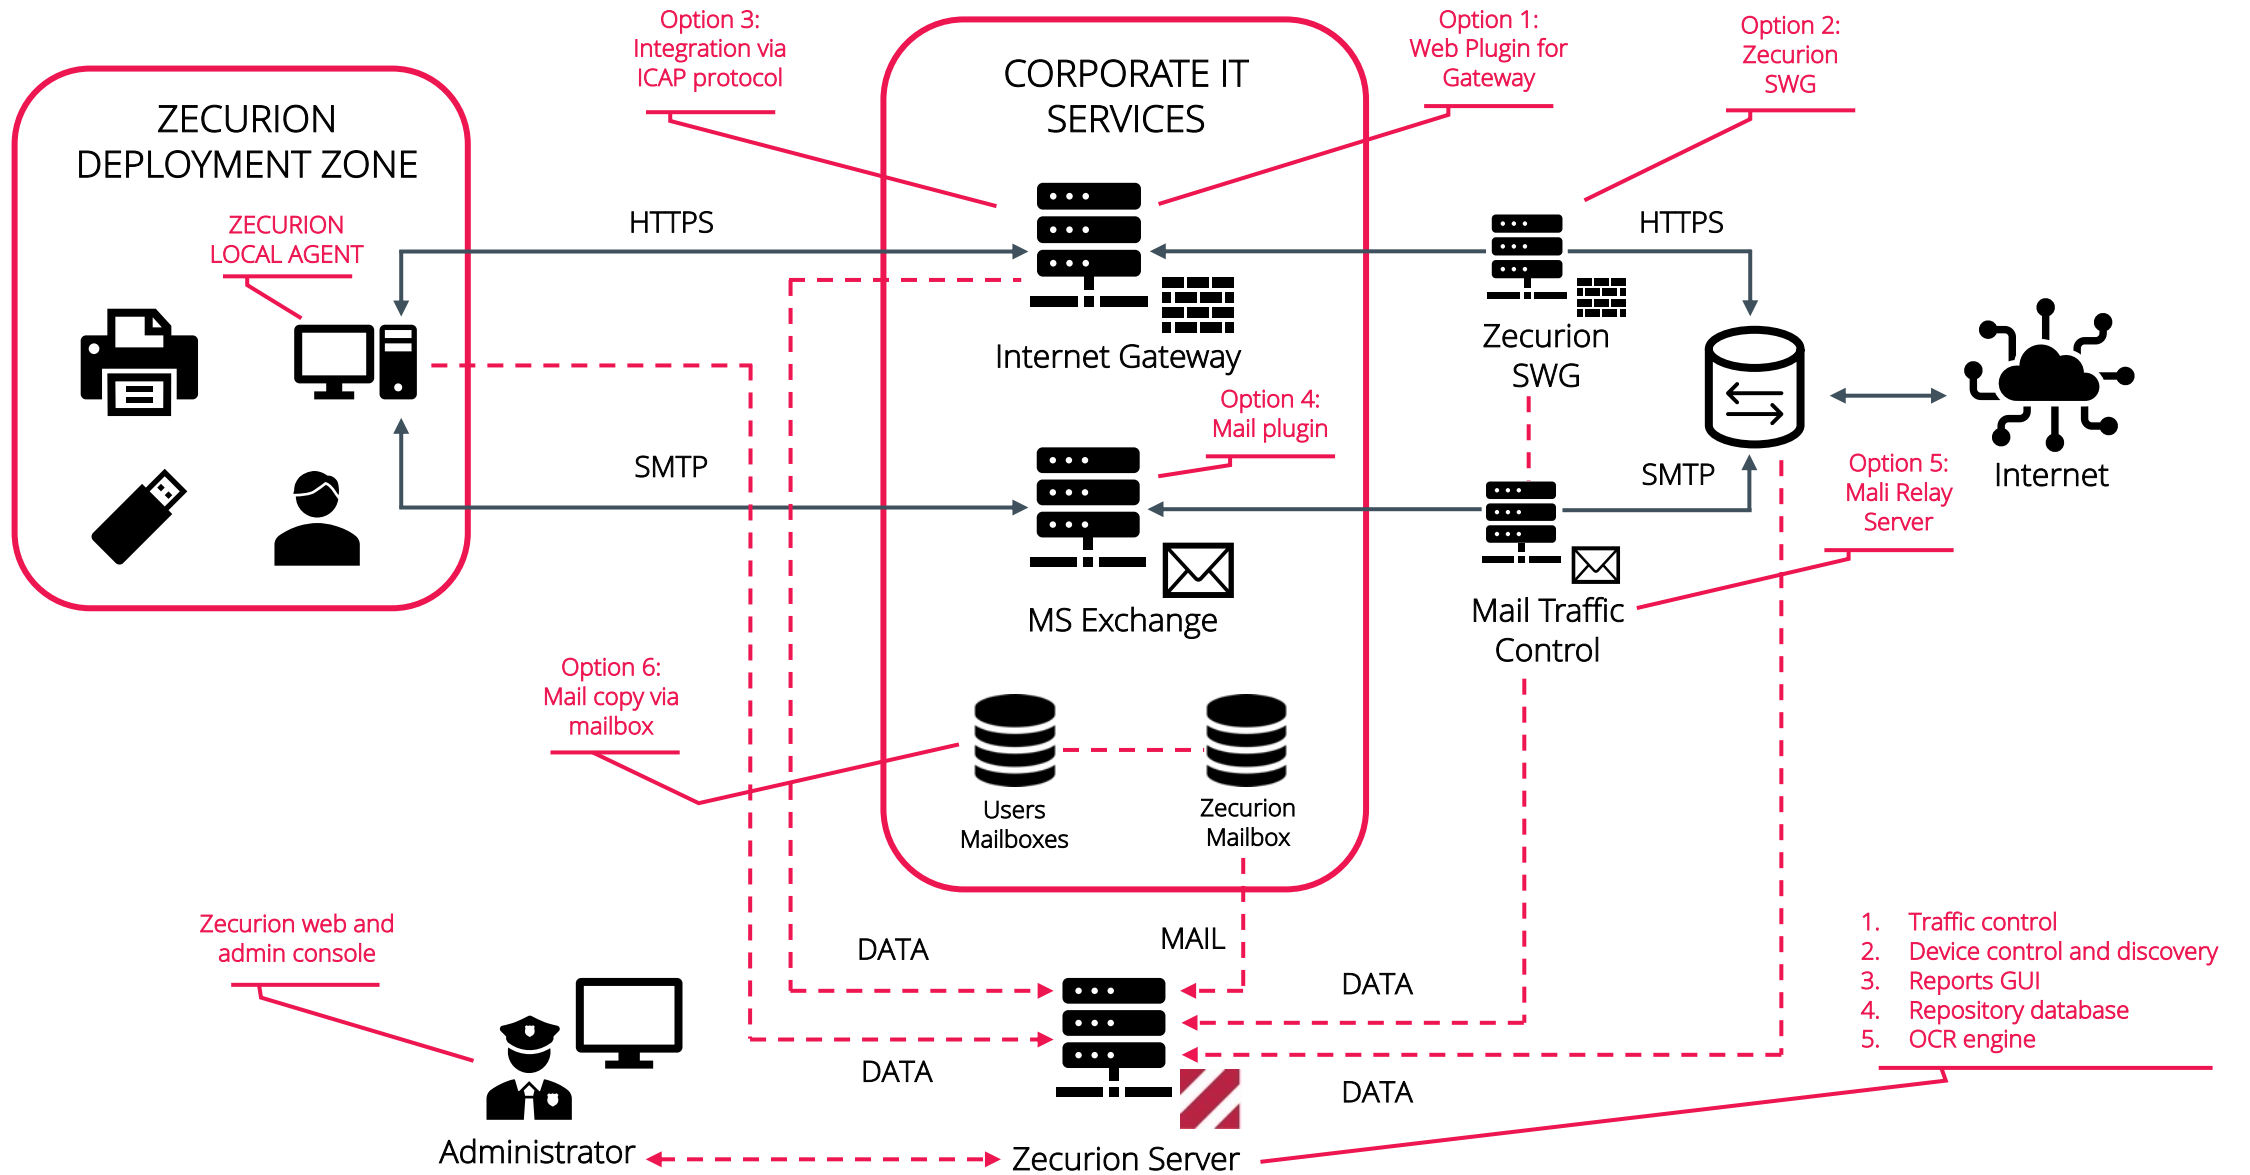 Option 3:
Integration via
ICAP protocol
Option 1:
Web Plugin for
Gateway
Option 2:
Zecurion
SWG
ZECURION
DEPLOYMENT ZONE
CORPORATE IT
SERVICES
ZECURION
LOCAL AGENT
HTTPS
HTTPS
Internet Gateway
Zecurion
SWG
Option 4:
Mail plugin
SMTP
SMTP
Option 5:
Mali Relay
Server
Internet
MS Exchange
Mail Traffic
Control
Option 6:
Mail copy via
mailbox
Users
Mailboxes
Zecurion
Mailbox
Zecurion web and
admin console
DATA
MAIL
DATA
1. Traffic control
2. Device control and discovery
3. Reports GUI
4. Repository database
5. OCR engine
DATA
DATA
Administrator
Zecurion Server